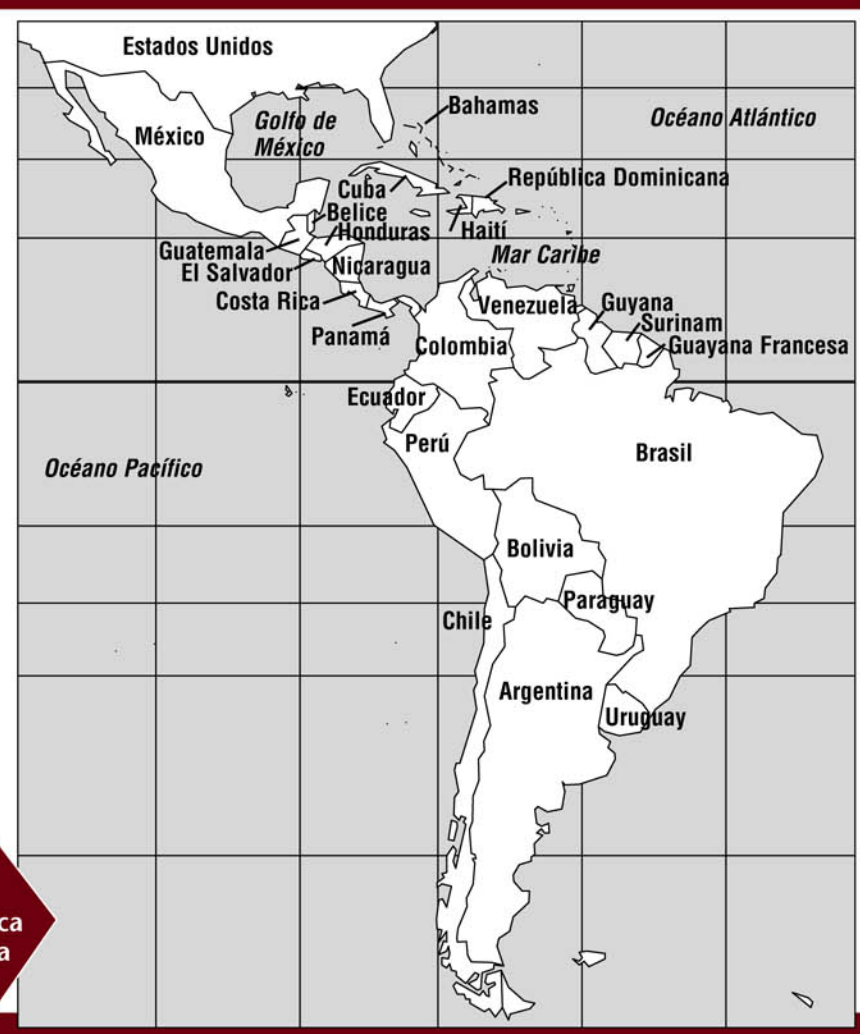 Estados Unidos
Bahamas
Océano Atlántico
Golfo de
México
México
República Dominicana
Cuba
Belice
Honduras
Haití
Guatemala
Mar Caribe
El Salvador
Nicaragua
Costa Rica
Venezuela
Guyana
Surinam
Panamá
Colombia
Guayana Francesa
Ecuador
Perú
Brasil
Océano Pacífico
Bolivia
Paraguay
Chile
Argentina
Uruguay
ca
a